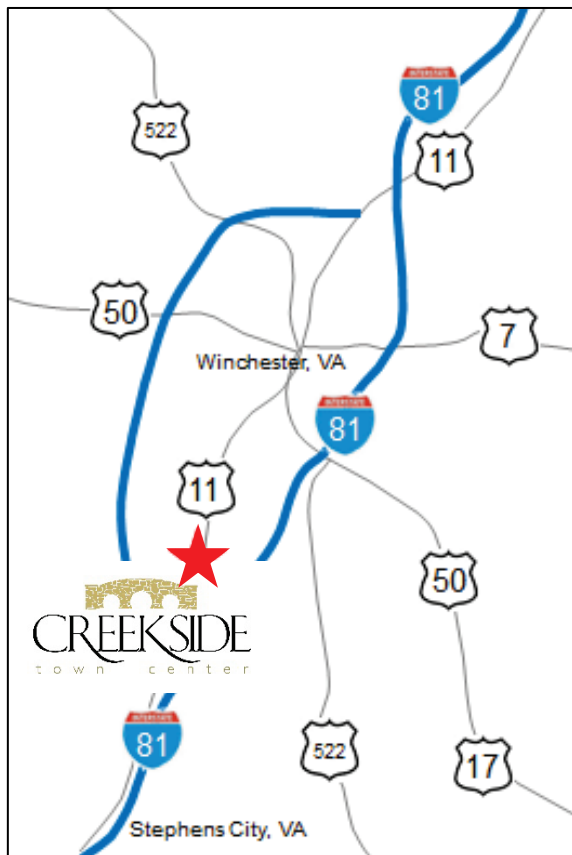 INTERSTATE
81
522
11
50
7
Winchester, VA
INTERSTATE
81
11
50
CREEKSIDE
town center
INTERSTATE
81
522
17
Stephens City, VA